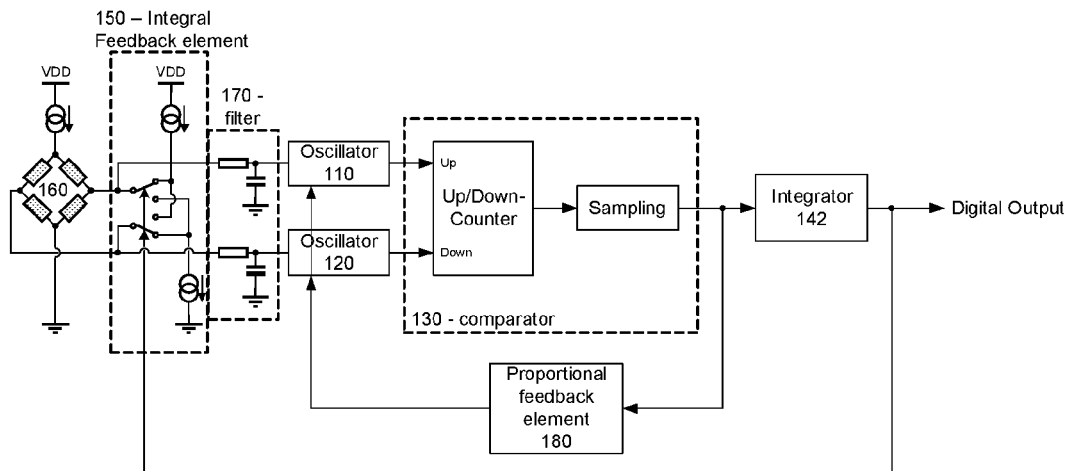 150 – Integral
Feedback element
VDD
VDD
170 -
filter
160
Oscillator
110
Oscillator
120
Up
Up/Down-
Counter
Down
Sampling
130 - comparator
Integrator
142
Digital Output
Proportional
feedback
element
180